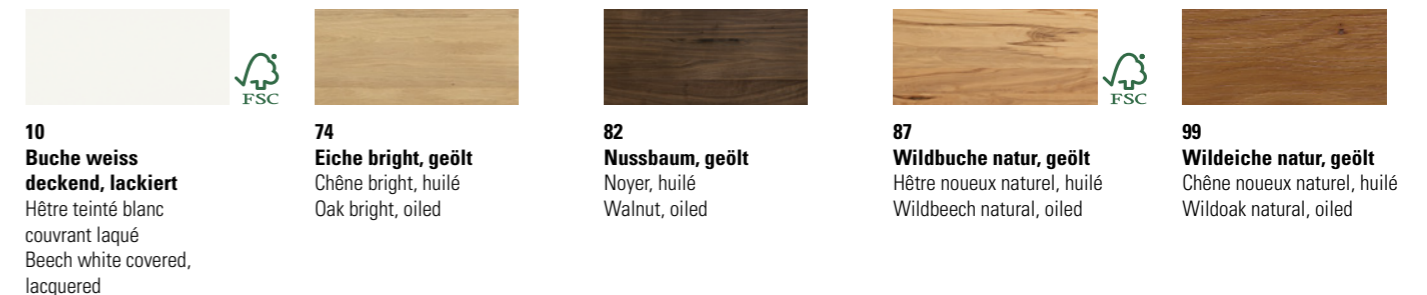 FSC
10
Buche weiss
deckend, lackiert
Hêtre teinté blanc
couvrant laqué
Beech white covered,
lacquered
74
Eiche bright, geölt
Chêne bright, huilé
Oak bright, oiled
82
Nussbaum, geölt
Noyer, huilé
Walnut, oiled
FSC
87
Wildbuche natur, geölt
Hêtre noueux naturel, huilé
Wildbeech natural, oiled
99
Wildeiche natur, geölt
Chêne noueux naturel, huilé
Wildoak natural, oiled